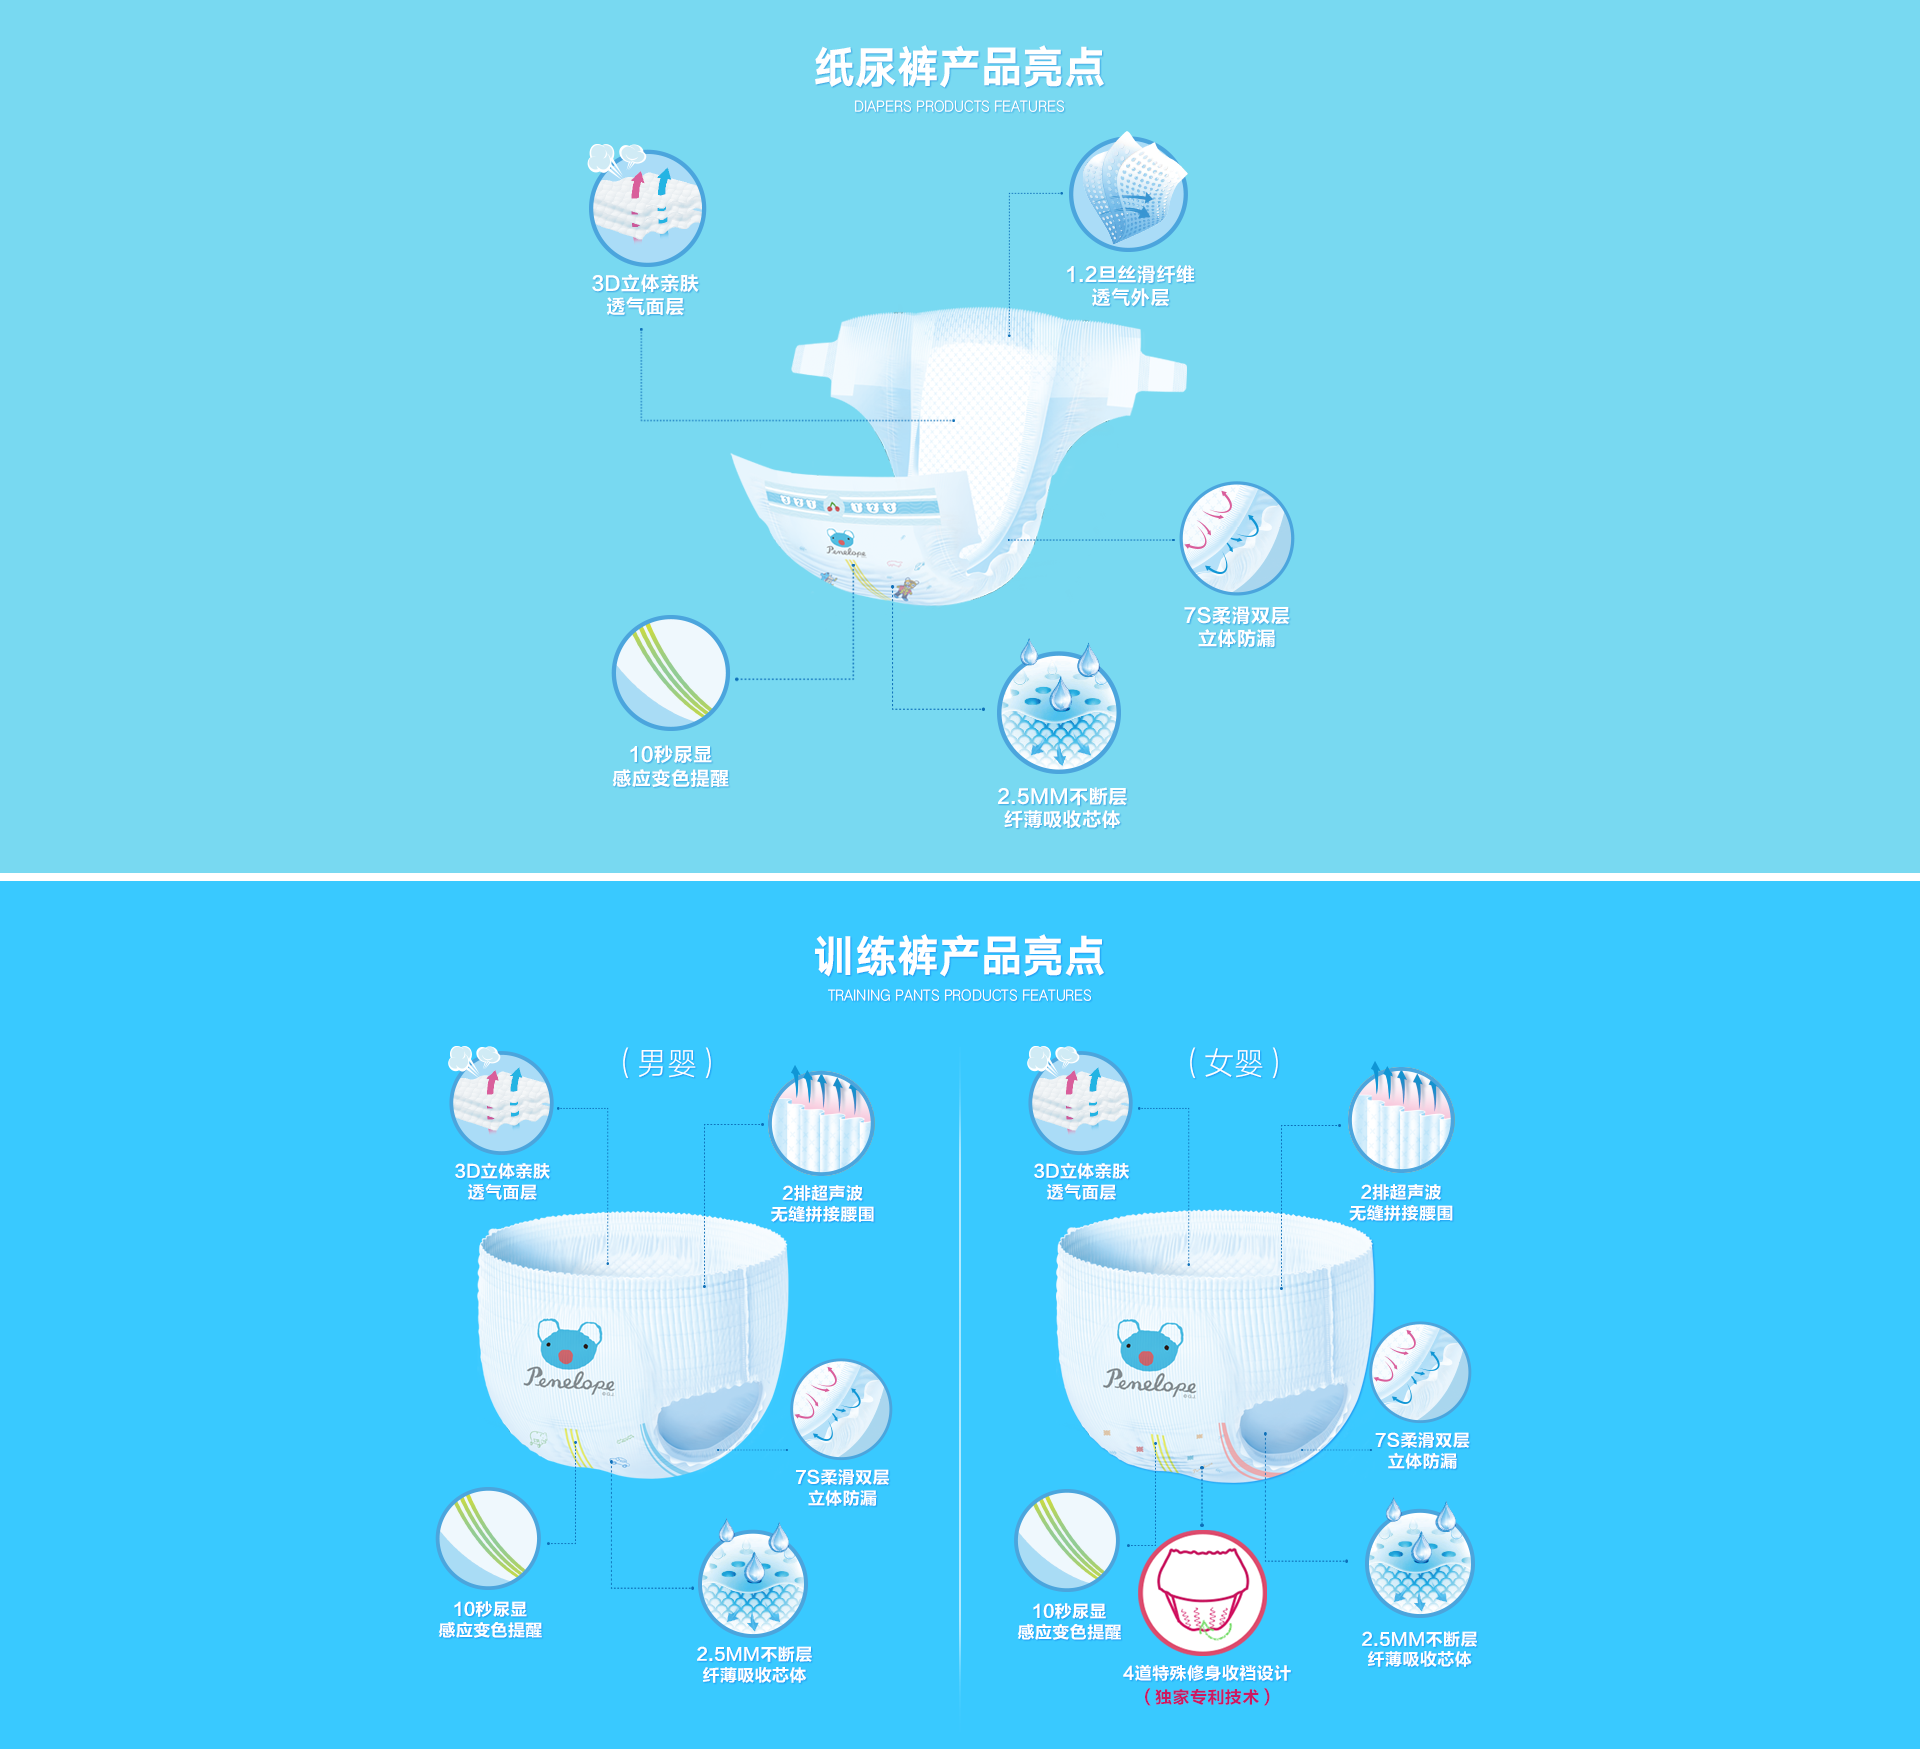 纸尿裤产品亮点
DIAPERS PRODUCTS FEATURES
3D立体亲肤
透气面层
1.2旦丝滑纤维
透气外层
3 2 1 1 2 3
Penelope
7S柔滑双层
立体防漏
10秒尿显
感应变色提醒
2.5MM不断层
纤薄吸收芯体
训练裤产品亮点
TRAINING PANTS PRODUCTS FEATURES
（男婴）
3D立体亲肤
透气面层
2排超声波
无缝拼接腰围
Penelope
7S柔滑双层
立体防漏
10秒尿显
感应变色提醒
2.5MM不断层
纤薄吸收芯体
（女婴）
3D立体亲肤
透气面层
2排超声波
无缝拼接腰围
Penelope
7S柔滑双层
立体防漏
10秒尿显
感应变色提醒
4道特殊修身收裆设计
（独家专利技术）
2.5MM不断层
纤薄吸收芯体